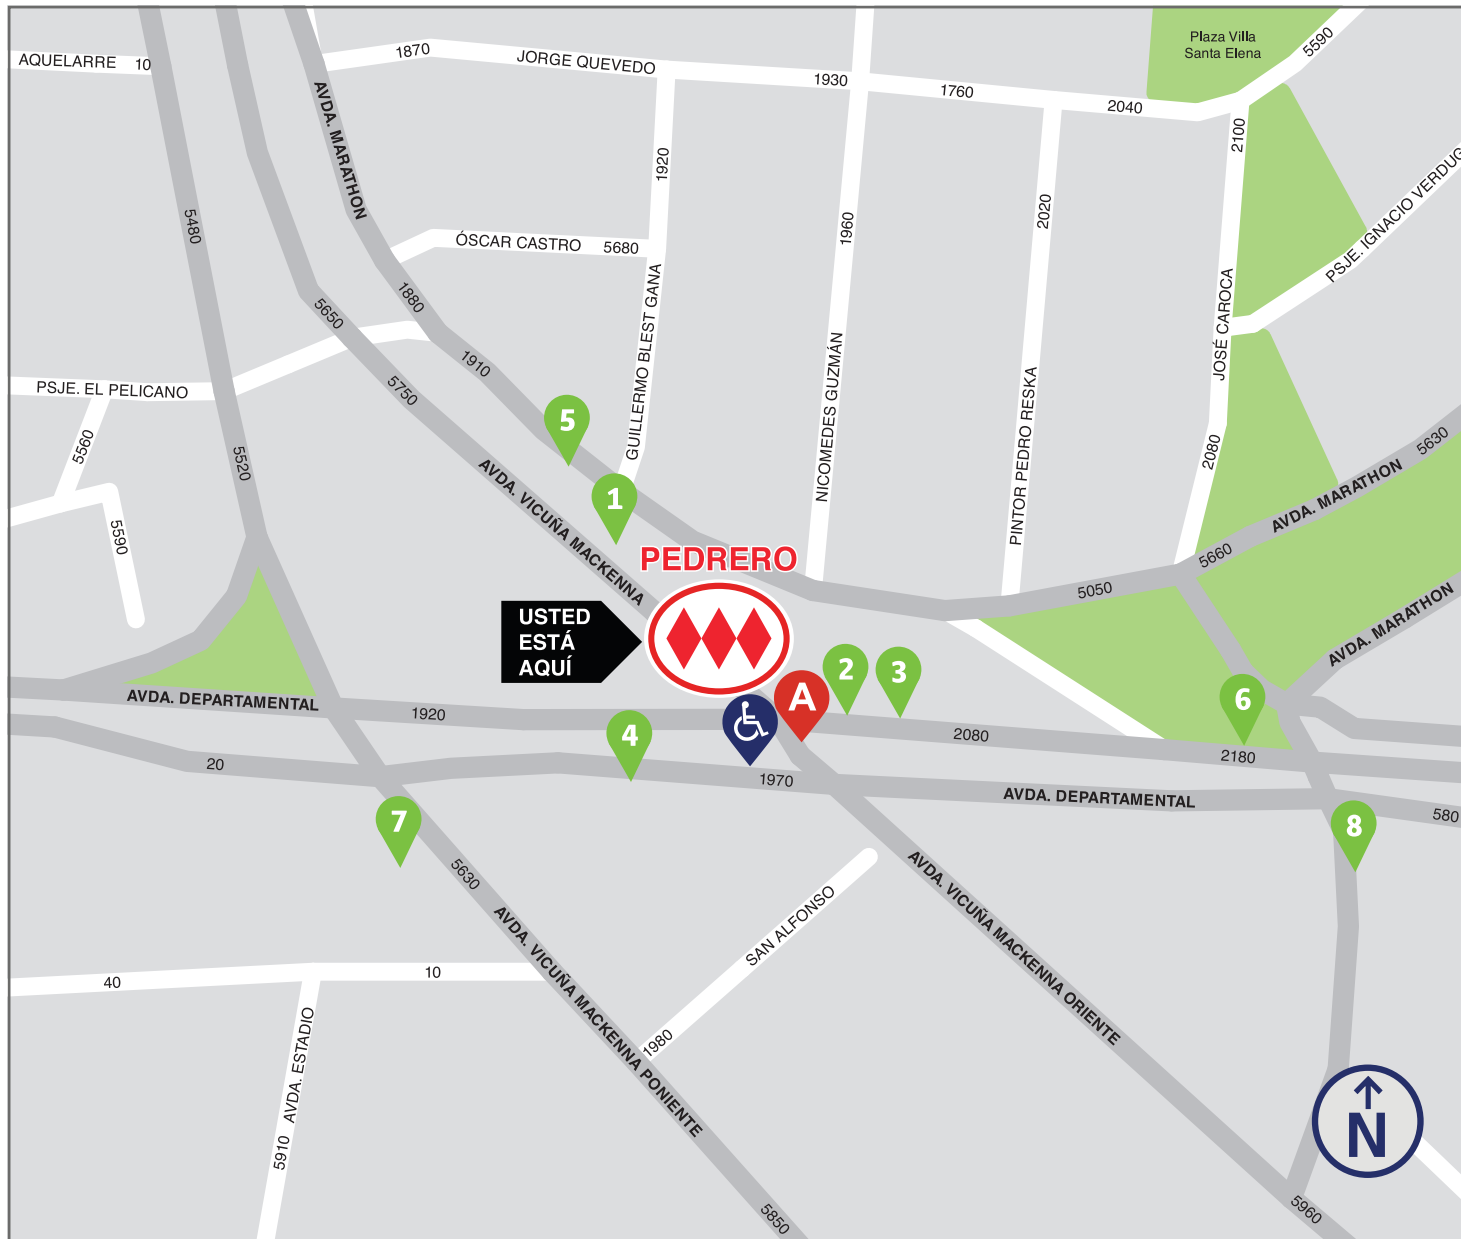 Plaza Villa
Santa Elena
5590
AQUELARRE 10
1870
JORGE QUEVEDO
1930
1760
2040
2100
AVDA. MARATHON
1920
2020
1960
5480
ÓSCAR CASTRO 5680
PSJE. IGNACIO VERDUG
1880
5650
GUILLERMO BLEST GANA
NICOMEDES GUZMÁN
JOSÉ CAROCA
1910
PSJE. EL PELICANO
5750
PINTOR PEDRO RESKA
5
5560
5520
2080
5630
AVDA. MARATHON
1
AVDA. VICUÑA MACKENNA
5590
PEDRERO
5660
5050
USTED
ESTÁ
AQUÍ
AVDA. MARATHON
2
3
A
6
AVDA. DEPARTAMENTAL
1920
4
2080
2180
20
1970
AVDA. DEPARTAMENTAL
580
7
8
5630
AVDA. VICUÑA MACKENNA ORIENTE
SAN ALFONSO
AVDA. VICUÑA MACKENNA PONIENTE
40
10
1980
AVDA. ESTADIO
5910
N
5850
5960